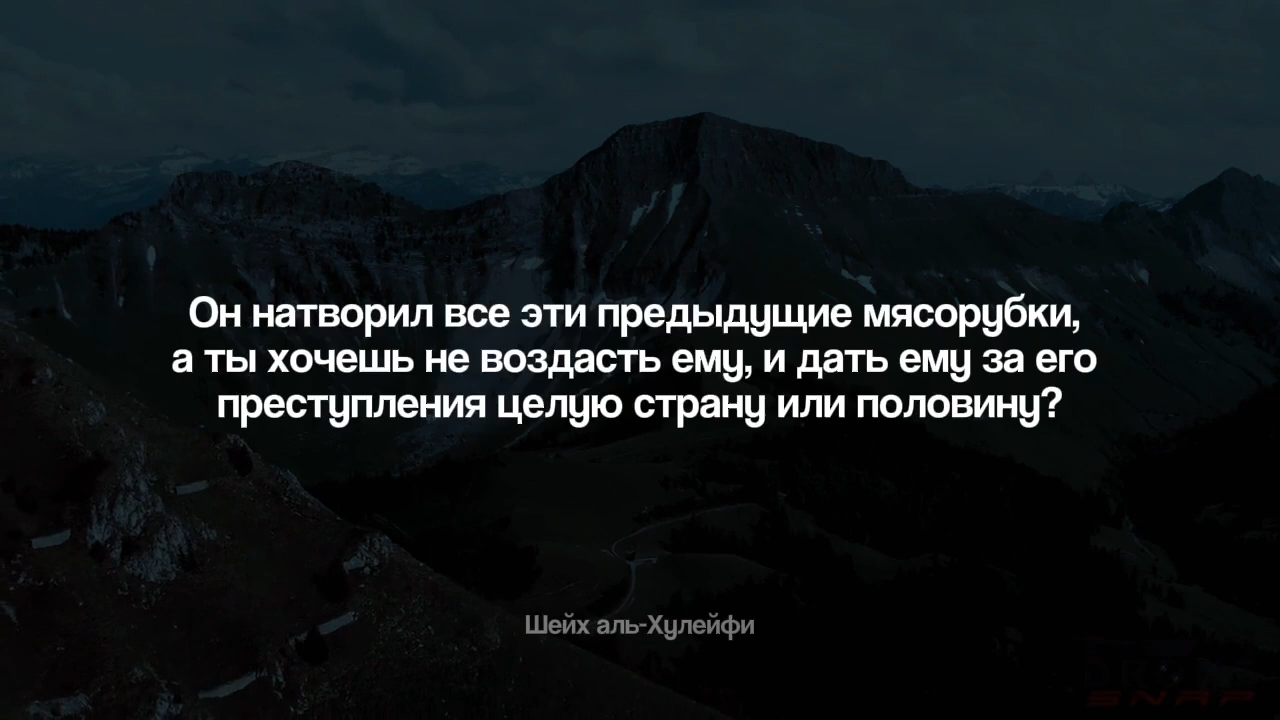 Он натворил все эти предыдущие мясорубки,
а ты хочешь не воздасть ему, и дать ему за его
преступления целую страну или половину?
Шейх аль-Хулейфи
SNAP